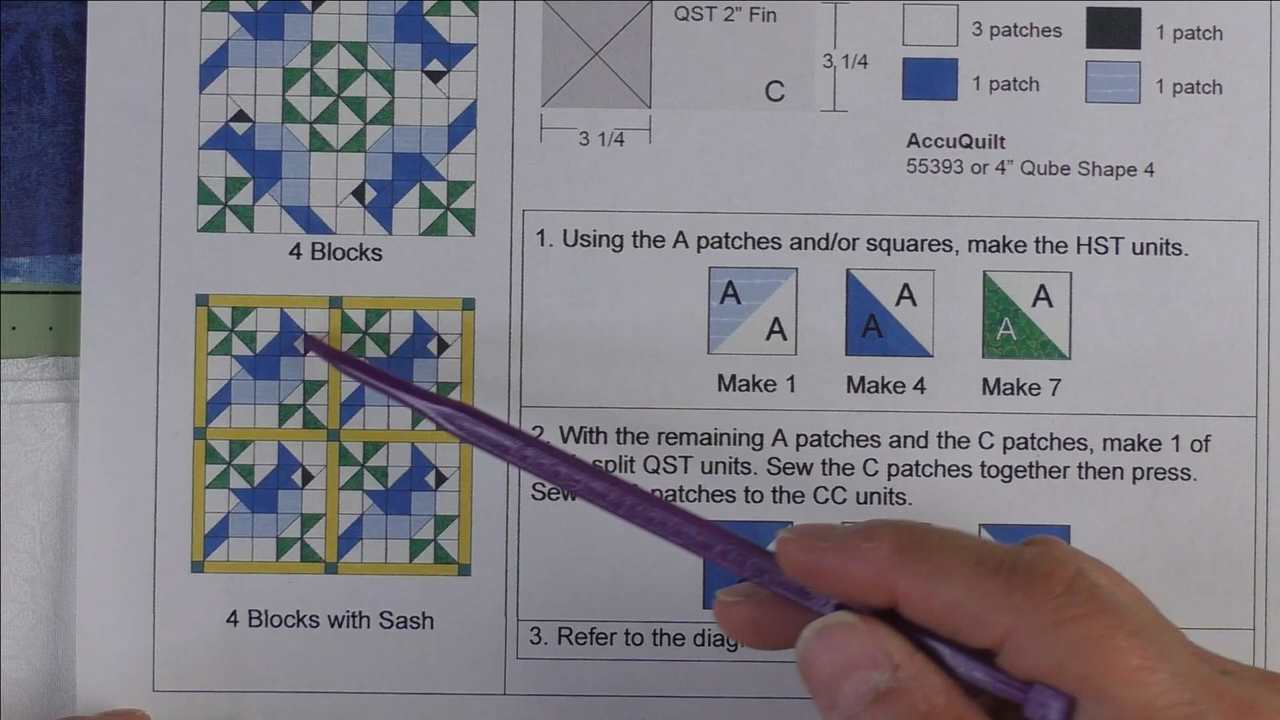 QST 2" Fin
C
3 1/4
3 1/4
3 patches
1 patch
1 patch
1 patch
AccuQuilt
55393 or 4" Qube Shape 4
4 Blocks
4 Blocks with Sash
1. Using the A patches and/or squares, make the HST units.
A
A
A
A
A
A
Make 1
Make 4
Make 7
2. With the remaining A patches and the C patches, make 1 of
split QST units. Sew the C patches together then press.
Sew patches to the CC units.
3. Refer to the